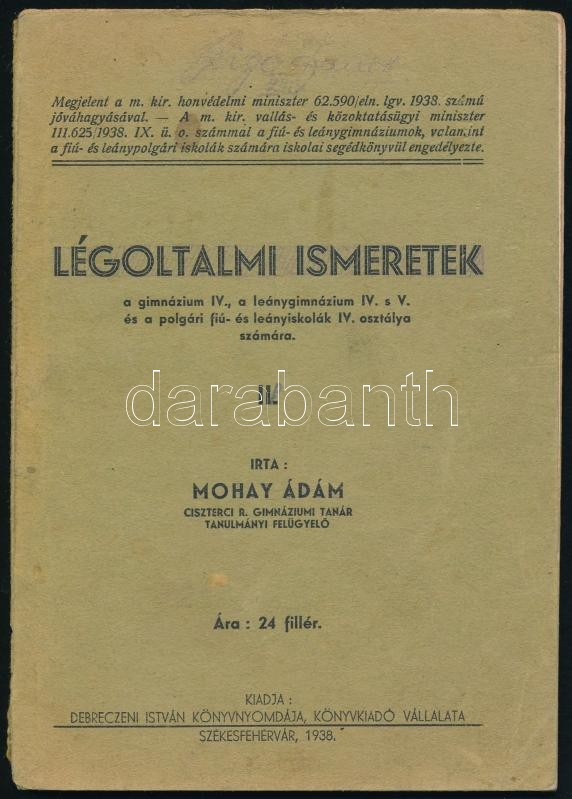 Megjelent a m. kir. honvédelmi miniszter 62.590/eln. lgv. 1938. számú
jóváhagyásával. — A m. kir. vallás- és közoktatásügyi miniszter
111.625/1938. IX. ü. o. számmal a fiú- és leánygimnáziumok, valamint
a fiú- és leánypolgári iskolák számára iskolai segédkönyvül engedélyezte.
LÉGOLTALMI ISMERETEK
a gimnázium IV., a leánygimnázium IV. s V.
és a polgári fiú- és leányiskolák IV. osztálya
számára.
darabanth
IRTA :
MOHAY ÁDÁM
CISZTERCI R. GIMNÁZIUMI TANÁR
TANULMÁNYI FELÜGYELŐ
Ára : 24 fillér.
KIADJA :
DEBRECZENI ISTVÁN KÖNYVNYOMDÁJA, KÖNYVKIADÓ VÁLLALATA
SZÉKESFEHÉRVÁR, 1938.